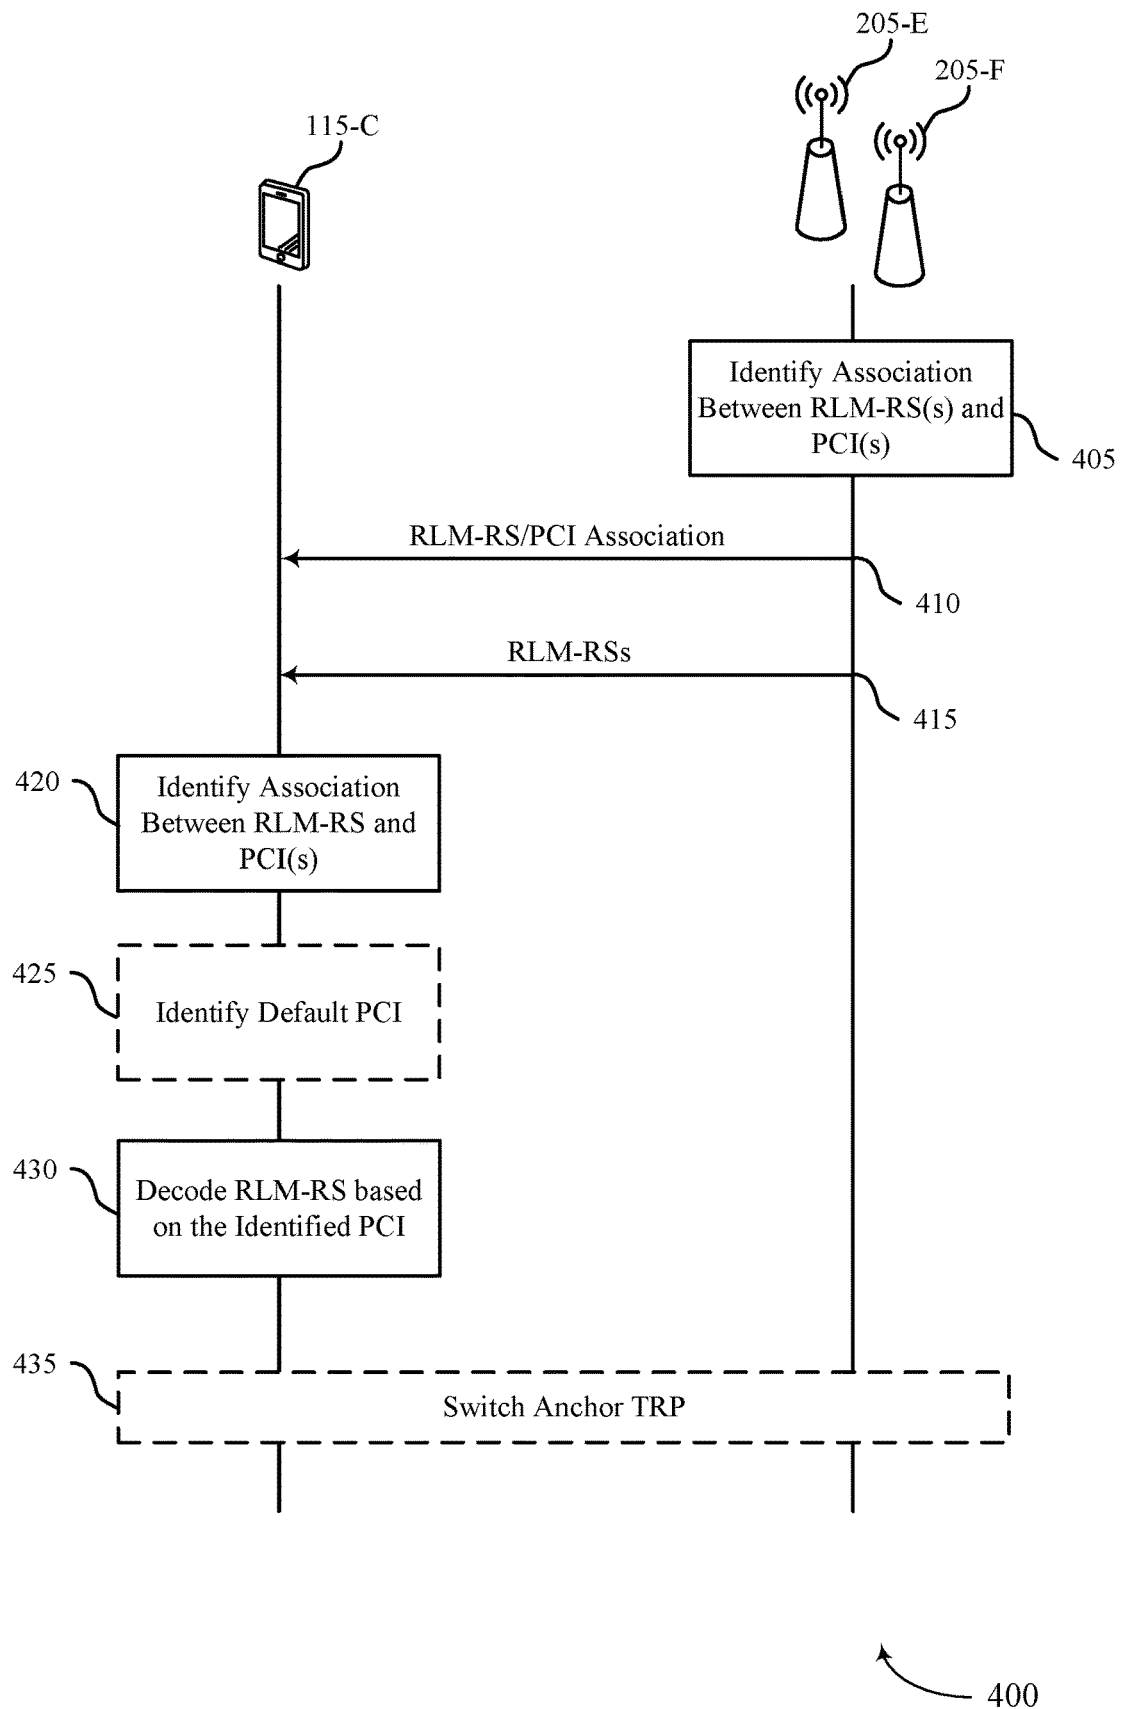 205-E
205-F
115-C
Identify Association
Between RLM-RS(s) and
PCI(s)
405
RLM-RS/PCI Association
410
RLM-RSs
415
420
Identify Association
Between RLM-RS and
PCI(s)
425
Identify Default PCI
430
Decode RLM-RS based
on the Identified PCI
435
Switch Anchor TRP
400